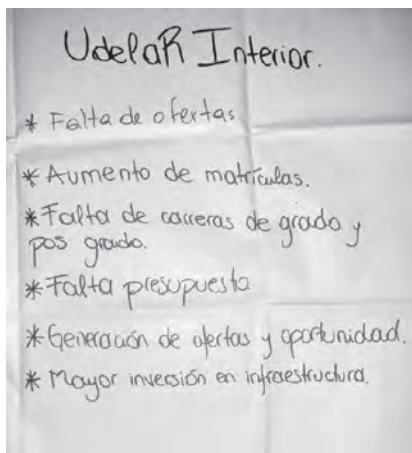 UdelaR Interior.
* Falta de ofertas
* Aumento de matrículas.
* Falta de carreras de grado y
pos grado.
* Falta presupuesto
* Generación de ofertas y oportunidad.
* Mayor inversión en infraestructura.